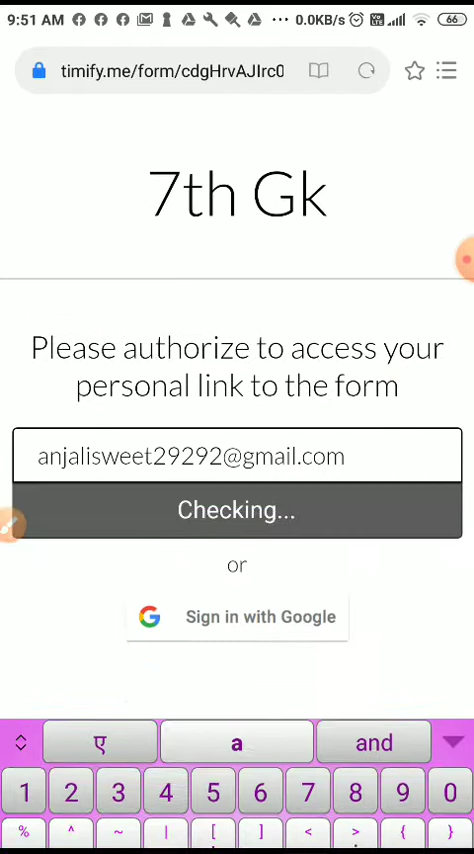 9:51 AM ... 0.0KB/s 66
timify.me/form/cdgHrvAJIrc0
7th Gk
Please authorize to access your
personal link to the form
anjalisweet29292@gmail.com
Checking...
or
Sign in with Google
ए a and
1 2 3 4 5 6 7 8 9 0
% ^ ~ | [ ] < > { }